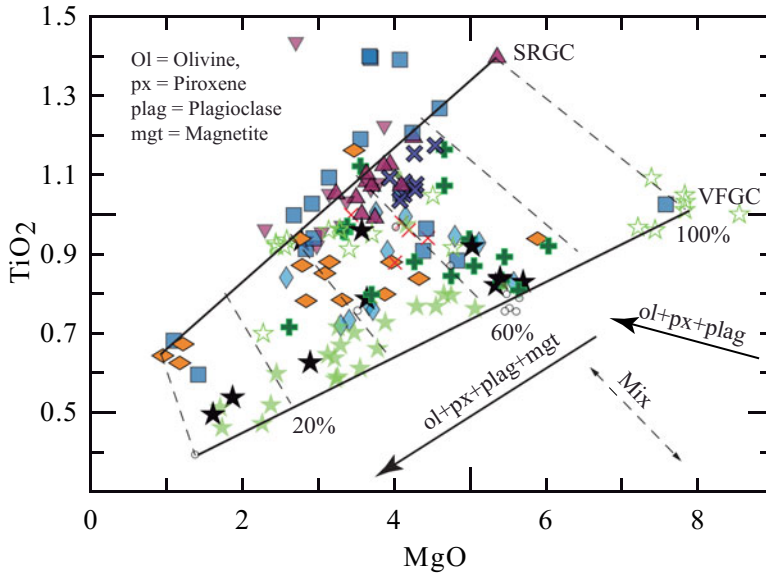 Ol = Olivine,
px = Piroxene
plag = Plagioclase
mgt = Magnetite
SRGC
VFGC
100%
60%
20%
ol+px+plag
ol+px+plag+mgt
Mix
1.5
1.3
1.1
0.9
0.7
0.5
TiO2
0
2
4
6
8
MgO